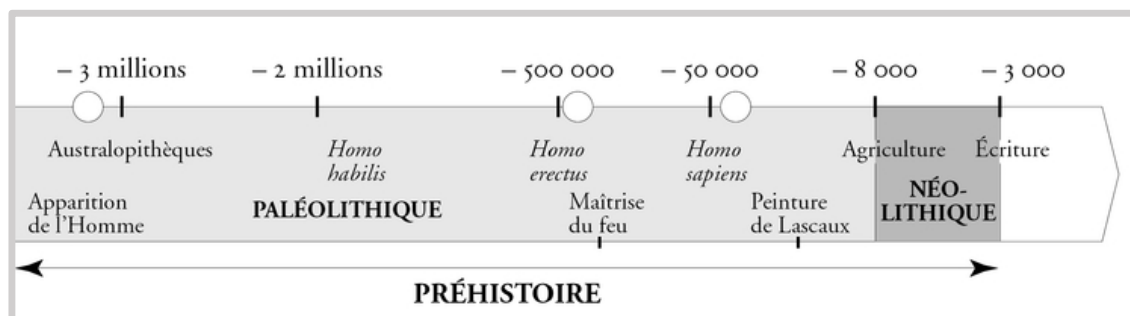 – 3 millions – 2 millions – 500 000 – 50 000 – 8 000 – 3 000
Australopithèques Homo Homo Homo Agriculture Écriture
habilis erectus sapiens
Apparition PALÉOLITHIQUE Maîtrise Peinture NÉO-
de l’Homme du feu de Lascaux LITHIQUE
PRÉHISTOIRE